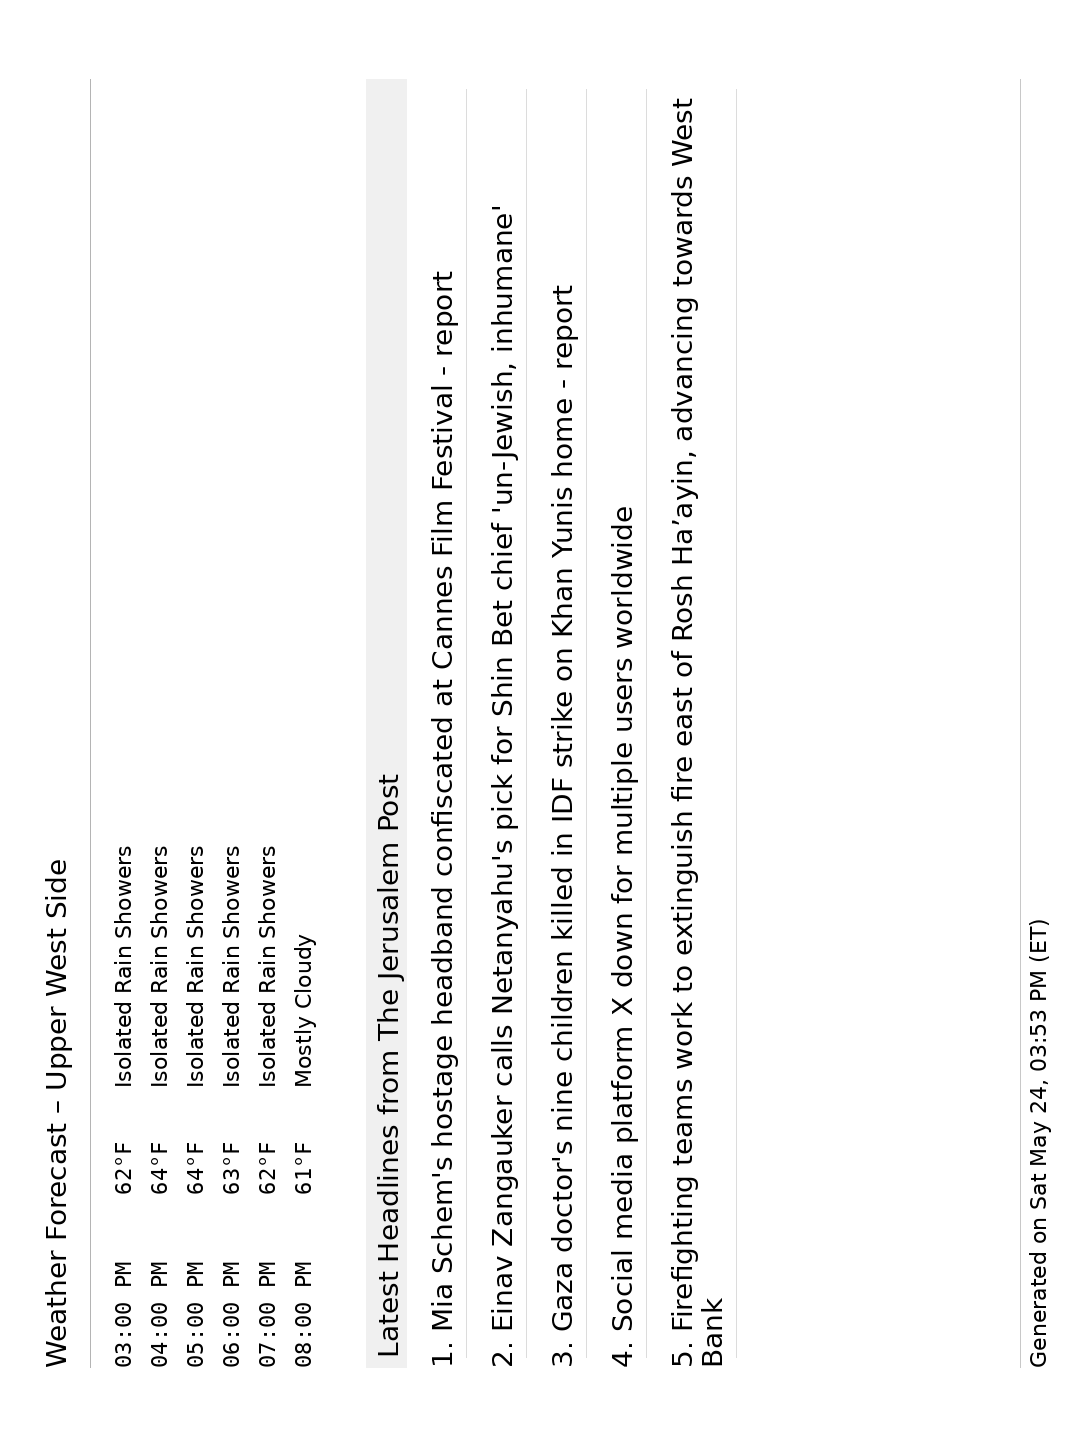 Weather Forecast – Upper West Side
03:00 PM 62°F Isolated Rain Showers
04:00 PM 64°F Isolated Rain Showers
05:00 PM 64°F Isolated Rain Showers
06:00 PM 63°F Isolated Rain Showers
07:00 PM 62°F Isolated Rain Showers
08:00 PM 61°F Mostly Cloudy
Latest Headlines from The Jerusalem Post
1. Mia Schem's hostage headband confiscated at Cannes Film Festival - report
2. Einav Zangauker calls Netanyahu's pick for Shin Bet chief 'un-Jewish, inhumane'
3. Gaza doctor's nine children killed in IDF strike on Khan Yunis home - report
4. Social media platform X down for multiple users worldwide
5. Firefighting teams work to extinguish fire east of Rosh Ha’ayin, advancing towards West
Bank
Generated on Sat May 24, 03:53 PM (ET)